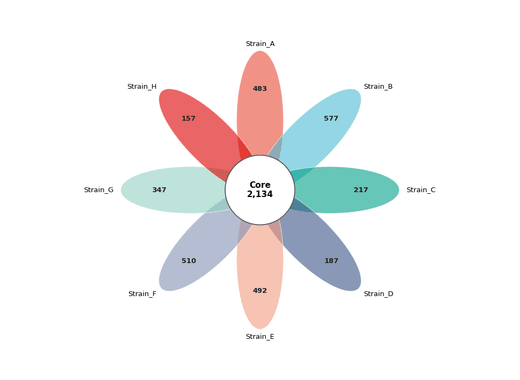 Strain_A
Strain_H
Strain_B
483
157
577
Core
2,134
Strain_G
347
217
Strain_C
510
187
492
Strain_F
Strain_D
Strain_E